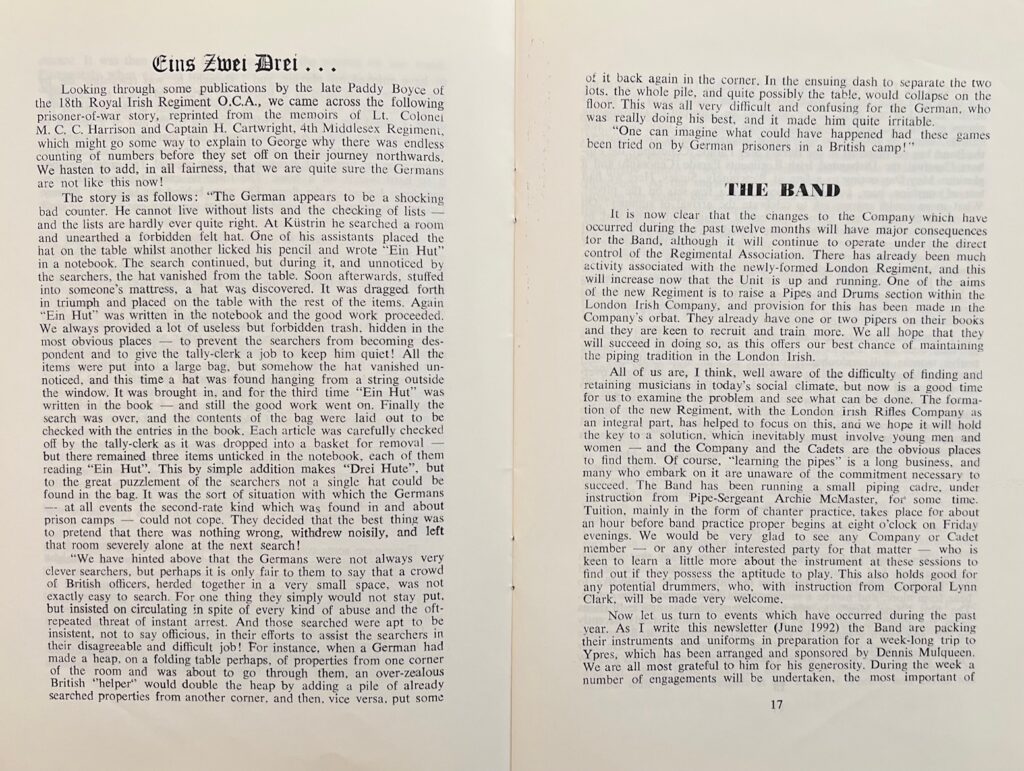 Eins Zwei Drei . . .
Looking through some publications by the late Paddy Boyce of
the 18th Royal Irish Regiment O.C.A., we came across the following
prisoner-of-war story, reprinted from the memoirs of Lt. Colonel
M. C. C. Harrison and Captain H. Cartwright, 4th Middlesex Regiment,
which might go some way to explain to George why there was endless
counting of numbers before they set off on their journey northwards.
We hasten to add, in all fairness, that we are quite sure the Germans
are not like this now!
The story is as follows: "The German appears to be a shocking
bad counter. He cannot live without lists and the checking of lists —
and the lists are hardly ever quite right. At Küstrin he searched a room
and unearthed a forbidden felt hat. One of his assistants placed the
hat on the table whilst another licked his pencil and wrote "Ein Hut"
in a notebook. The search continued, but during it, and unnoticed by
the searchers, the hat vanished from the table. Soon afterwards, stuffed
into someone's mattress, a hat was discovered. It was dragged forth
in triumph and placed on the table with the rest of the items. Again
"Ein Hut" was written in the notebook and the good work proceeded.
We always provided a lot of useless but forbidden trash, hidden in the
most obvious places — to prevent the searchers from becoming des-
pondent and to give the tally-clerk a job to keep him quiet! All the
items were put into a large bag, but somehow the hat vanished un-
noticed, and this time a hat was found hanging from a string outside
the window. It was brought in, and for the third time "Ein Hut" was
written in the book — and still the good work went on. Finally the
search was over, and the contents of the bag were laid out to be
checked with the entries in the book. Each article was carefully checked
off by the tally-clerk as it was dropped into a basket for removal —
but there remained three items unticked in the notebook, each of them
reading "Ein Hut". This by simple addition makes "Drei Hute", but
to the great puzzlement of the searchers not a single hat could be
found in the bag. It was the sort of situation with which the Germans
— at all events the second-rate kind which was found in and about
prison camps — could not cope. They decided that the best thing was
to pretend that there was nothing wrong, withdrew noisily, and left
that room severely alone at the next search!
"We have hinted above that the Germans were not always very
clever searchers, but perhaps it is only fair to them to say that a crowd
of British officers, herded together in a very small space, was not
exactly easy to search. For one thing they simply would not stay put,
but insisted on circulating in spite of every kind of abuse and the oft-
repeated threat of instant arrest. And those searched were apt to be
insistent, not to say officious, in their efforts to assist the searchers in
their disagreeable and difficult job! For instance, when a German had
made a heap, on a folding table perhaps, of properties from one corner
of the room and was about to go through them, an over-zealous
British "helper" would double the heap by adding a pile of already
searched properties from another corner, and then, vice versa, put some
of it back again in the corner. In the ensuing dash to separate the two
lots, the whole pile, and quite possibly the table, would collapse on the
floor. This was all very difficult and confusing for the German, who
was really doing his best, and it made him quite irritable.
"One can imagine what could have happened had these games
been tried on by German prisoners in a British camp!"
THE BAND
It is now clear that the changes to the Company which have
occurred during the past twelve months will have major consequences
for the Band, although it will continue to operate under the direct
control of the Regimental Association. There has already been much
activity associated with the newly-formed London Regiment, and this
will increase now that the Unit is up and running. One of the aims
of the new Regiment is to raise a Pipes and Drums section within the
London Irish Company, and provision for this has been made in the
Company's orbat. They already have one or two pipers on their books
and they are keen to recruit and train more. We all hope that they
will succeed in doing so, as this offers our best chance of maintaining
the piping tradition in the London Irish.
All of us are, I think, well aware of the difficulty of finding and
retaining musicians in today's social climate, but now is a good time
for us to examine the problem and see what can be done. The forma-
tion of the new Regiment, with the London Irish Rifles Company as
an integral part, has helped to focus on this, and we hope it will hold
the key to a solution, which inevitably must involve young men and
women — and the Company and the Cadets are the obvious places
to find them. Of course, "learning the pipes" is a long business, and
many who embark on it are unaware of the commitment necessary to
succeed. The Band has been running a small piping cadre, under
instruction from Pipe-Sergeant Archie McMaster, for some time.
Tuition, mainly in the form of chanter practice, takes place for about
an hour before band practice proper begins at eight o'clock on Friday
evenings. We would be very glad to see any Company or Cadet
member — or any other interested party for that matter — who is
keen to learn a little more about the instrument at these sessions to
find out if they possess the aptitude to play. This also holds good for
any potential drummers, who, with instruction from Corporal Lynn
Clark, will be made very welcome.
Now let us turn to events which have occurred during the past
year. As I write this newsletter (June 1992) the Band are packing
their instruments and uniforms in preparation for a week-long trip to
Ypres, which has been arranged and sponsored by Dennis Mulqueen.
We are all most grateful to him for his generosity. During the week a
number of engagements will be undertaken, the most important of
17